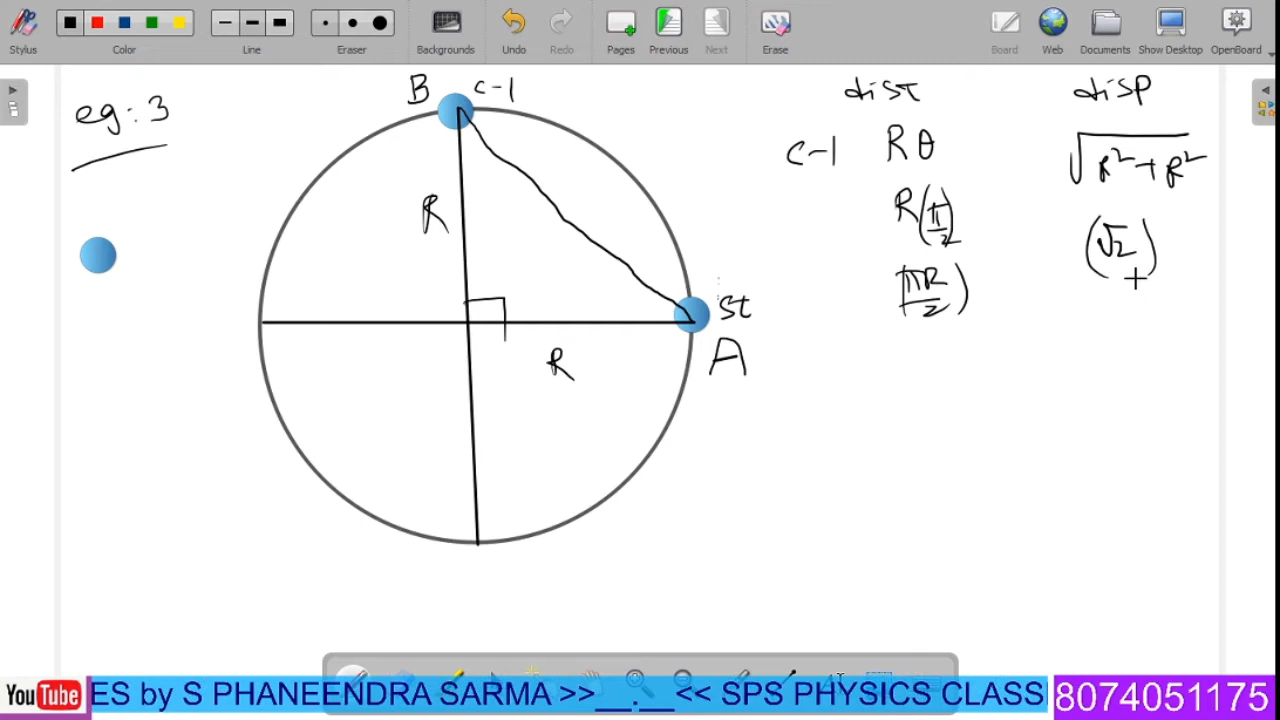 Stylus
Color
Line
Eraser
Backgrounds
Undo
Redo
Pages
Previous
Next
Erase
Board
Web
Documents
Show Desktop
OpenBoard
eg: 3
B
C-1
dist
disp
C-1
Rθ
√R²+R²
R
R(π/2)
(√2)
πR/2)
St
A
R
YouTube
ES by S PHANEENDRA SARMA >>__.__<< SPS PHYSICS CLASS
8074051175